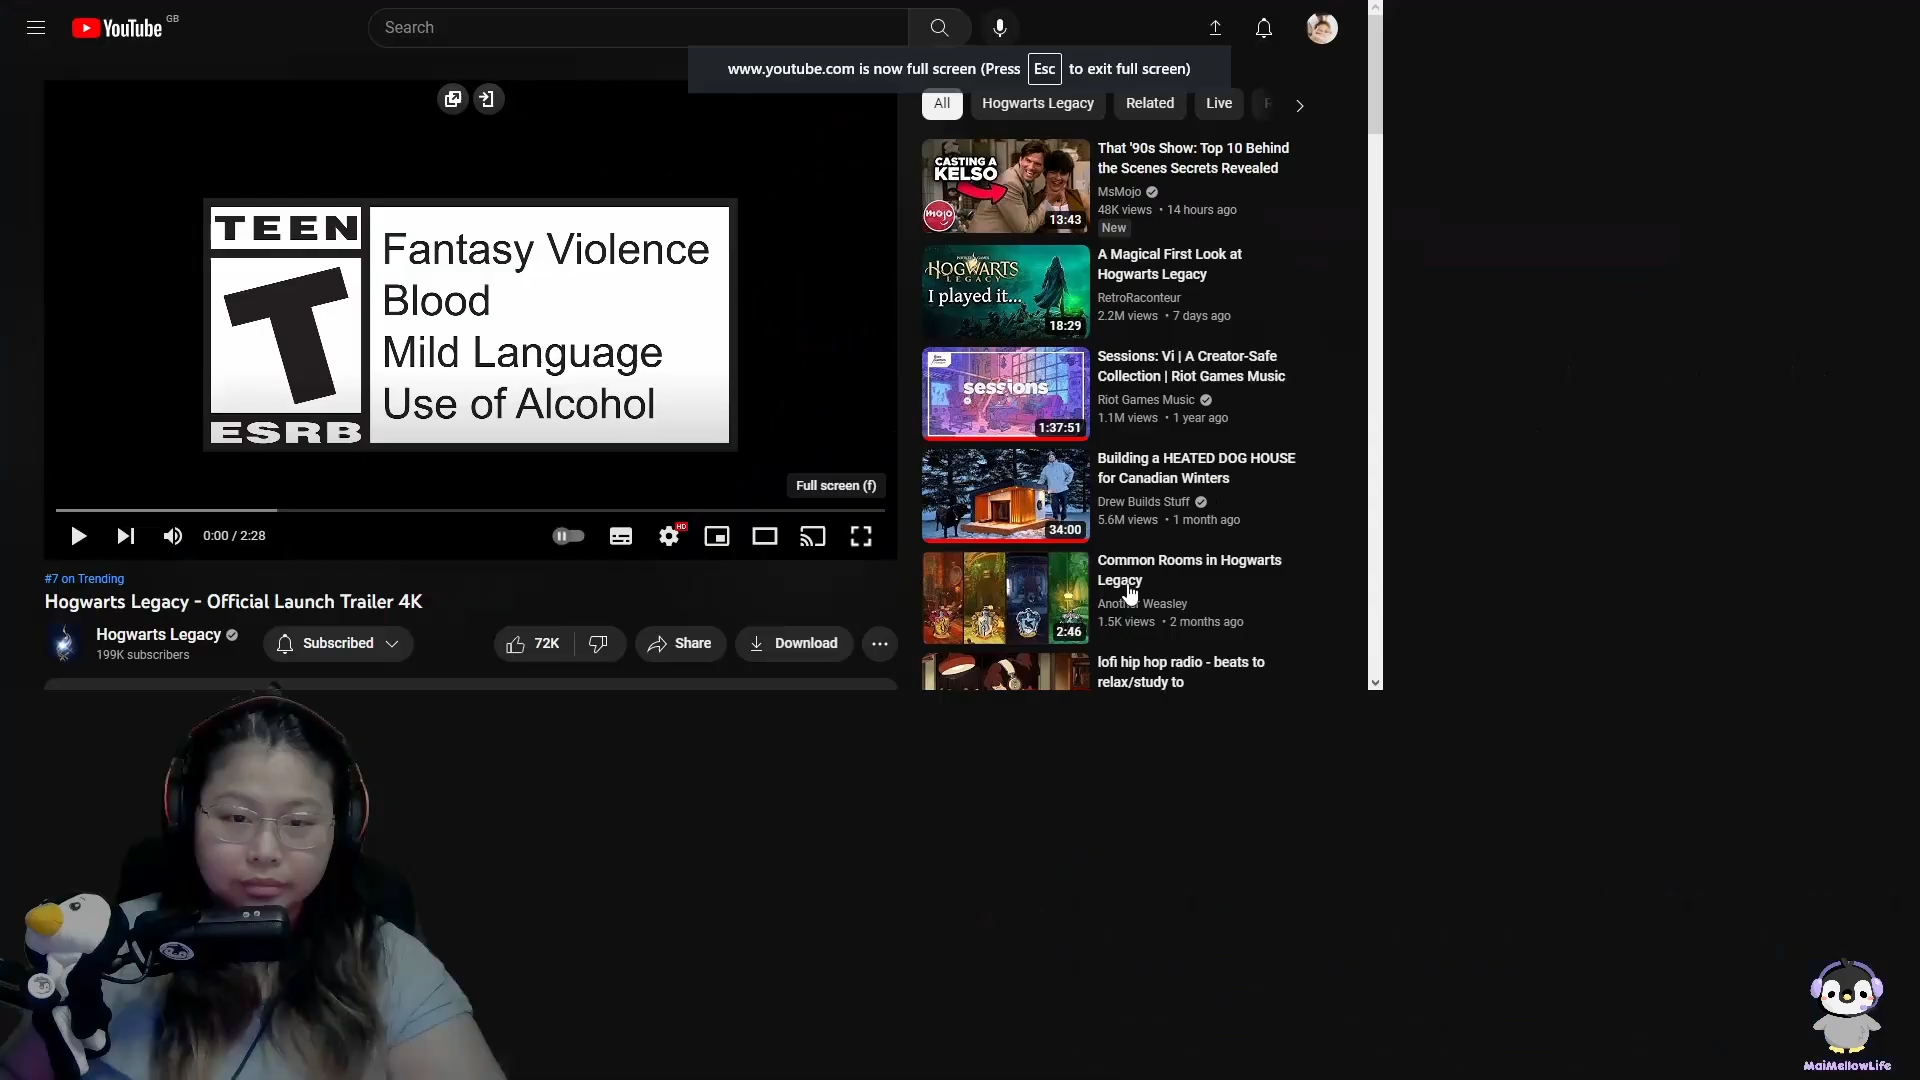 YouTube GB
Search
www.youtube.com is now full screen (Press Esc to exit full screen)
All
Hogwarts Legacy
Related
Live
TEEN
T
ESRB
Fantasy Violence
Blood
Mild Language
Use of Alcohol
Full screen (f)
0:00 / 2:28
HD
#7 on Trending
Hogwarts Legacy - Official Launch Trailer 4K
Hogwarts Legacy
199K subscribers
Subscribed
72K
Share
Download
CASTING A
KELSO
mojo
13:43
That '90s Show: Top 10 Behind
the Scenes Secrets Revealed
MsMojo
48K views • 14 hours ago
New
HOGWARTS
LEGACY
I played it...
18:29
A Magical First Look at
Hogwarts Legacy
RetroRaconteur
2.2M views • 7 days ago
sessions
1:37:51
Sessions: Vi | A Creator-Safe
Collection | Riot Games Music
Riot Games Music
1.1M views • 1 year ago
34:00
Building a HEATED DOG HOUSE
for Canadian Winters
Drew Builds Stuff
5.6M views • 1 month ago
2:46
Common Rooms in Hogwarts
Legacy
Another Weasley
1.5K views • 2 months ago
lofi hip hop radio - beats to
relax/study to
MaiMellowLife